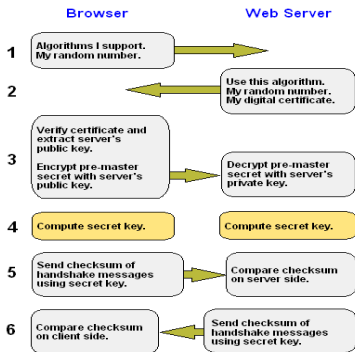 Browser
Web Server
1
Algorithms I support.
My random number.
2
Use this algorithm.
My random number.
My digital certificate.
3
Verify certificate and
extract server's
public key.
Encrypt pre-master
secret with server's
public key.
Decrypt pre-master
secret with server's
private key.
4
Compute secret key.
Compute secret key.
5
Send checksum of
handshake messages
using secret key.
Compare checksum
on server side.
6
Compare checksum
on client side.
Send checksum of
handshake messages
using secret key.